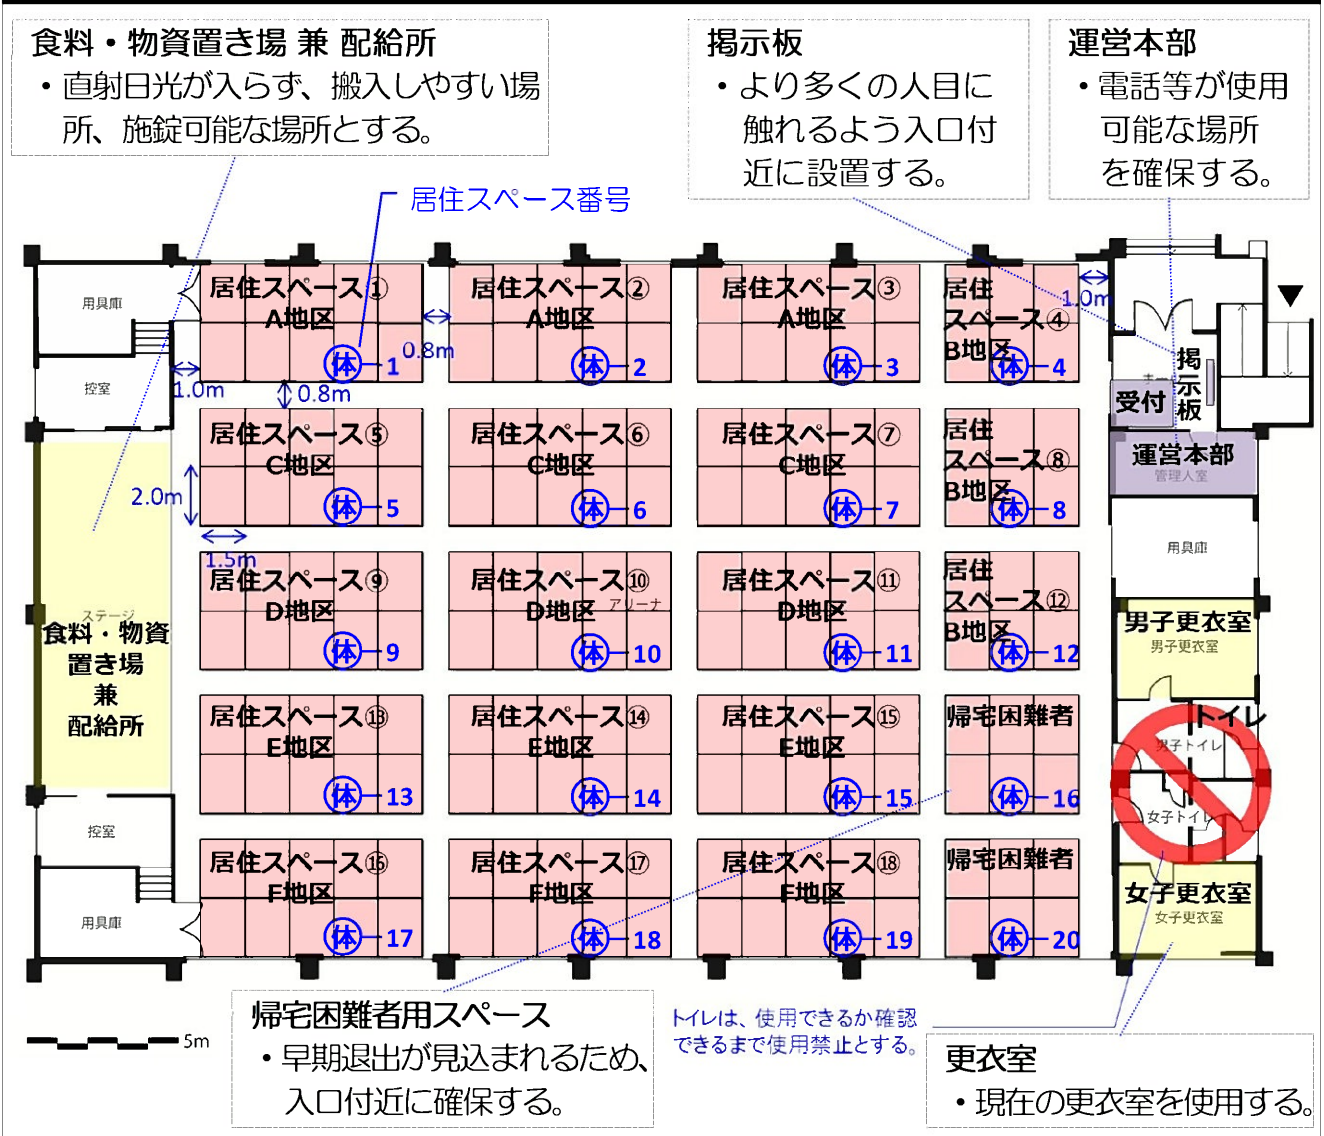 食料・物資置き場 兼 配給所
・直射日光が入らず、搬入しやすい場
所、施錠可能な場所とする。
掲示板
・より多くの人目に
触れるよう入口付
近に設置する。
運営本部
・電話等が使用
可能な場所
を確保する。
居住スペース番号
用具庫
控室
居住スペース①
A地区
体-1
居住スペース②
A地区
体-2
居住スペース③
A地区
体-3
居住
スペース④
B地区
体-4
0.8m
1.0m
1.0m
0.8m
掲示板
受付
運営本部
管理人室
居住スペース⑤
C地区
体-5
居住スペース⑥
C地区
体-6
居住スペース⑦
C地区
体-7
居住
スペース⑧
B地区
体-8
2.0m
1.5m
用具庫
居住スペース⑨
D地区
体-9
居住スペース⑩
D地区
アリーナ
体-10
居住スペース⑪
D地区
体-11
居住
スペース⑫
B地区
体-12
ステージ
食料・物資
置き場
兼
配給所
男子更衣室
男子更衣室
居住スペース⑬
E地区
体-13
居住スペース⑭
E地区
体-14
居住スペース⑮
E地区
体-15
帰宅困難者
体-16
トイレ
男子トイレ
女子トイレ
控室
用具庫
居住スペース⑯
F地区
体-17
居住スペース⑰
F地区
体-18
居住スペース⑱
F地区
体-19
帰宅困難者
体-20
女子更衣室
女子更衣室
5m
帰宅困難者用スペース
・早期退出が見込まれるため、
入口付近に確保する。
トイレは、使用できるか確認
できるまで使用禁止とする。
更衣室
・現在の更衣室を使用する。